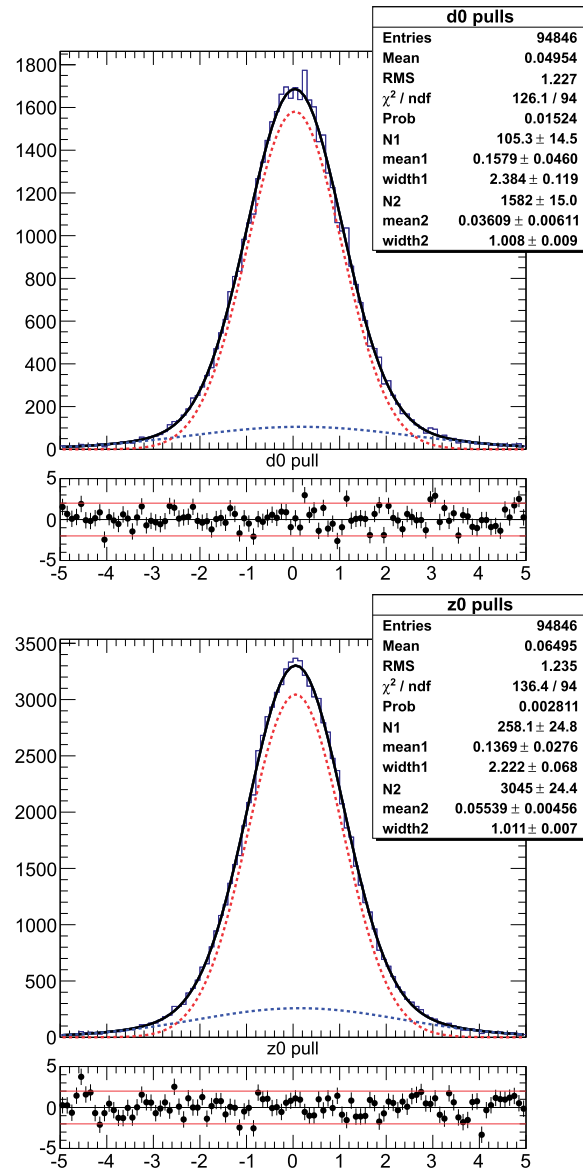 d0 pulls
Entries 94846
Mean 0.04954
RMS 1.227
χ² / ndf 126.1 / 94
Prob 0.01524
N1 105.3 ± 14.5
mean1 0.1579 ± 0.0460
width1 2.384 ± 0.119
N2 1582 ± 15.0
mean2 0.03609 ± 0.00611
width2 1.008 ± 0.009
1800
1600
1400
1200
1000
800
600
400
200
0
d0 pull
5
0
-5
-5 -4 -3 -2 -1 0 1 2 3 4 5
z0 pulls
Entries 94846
Mean 0.06495
RMS 1.235
χ² / ndf 136.4 / 94
Prob 0.002811
N1 258.1 ± 24.8
mean1 0.1369 ± 0.0276
width1 2.222 ± 0.068
N2 3045 ± 24.4
mean2 0.05539 ± 0.00456
width2 1.011 ± 0.007
3500
3000
2500
2000
1500
1000
500
0
z0 pull
5
0
-5
-5 -4 -3 -2 -1 0 1 2 3 4 5